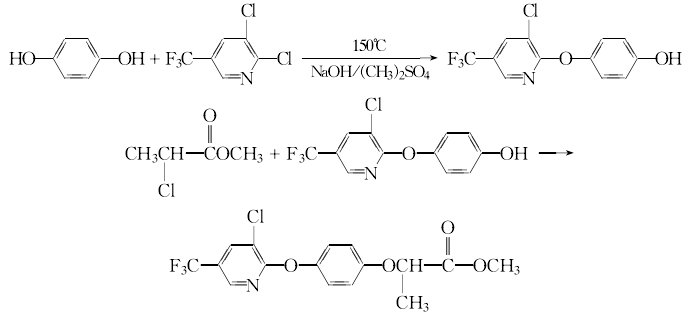 Cl Cl
HO OH + F₃C N Cl 150℃ NaOH/(CH₃)₂SO₄ F₃C N O OH
O Cl
CH₃CH—COCH₃ + F₃C N O OH
Cl
Cl O
F₃C N O OCH—C—OCH₃
CH₃